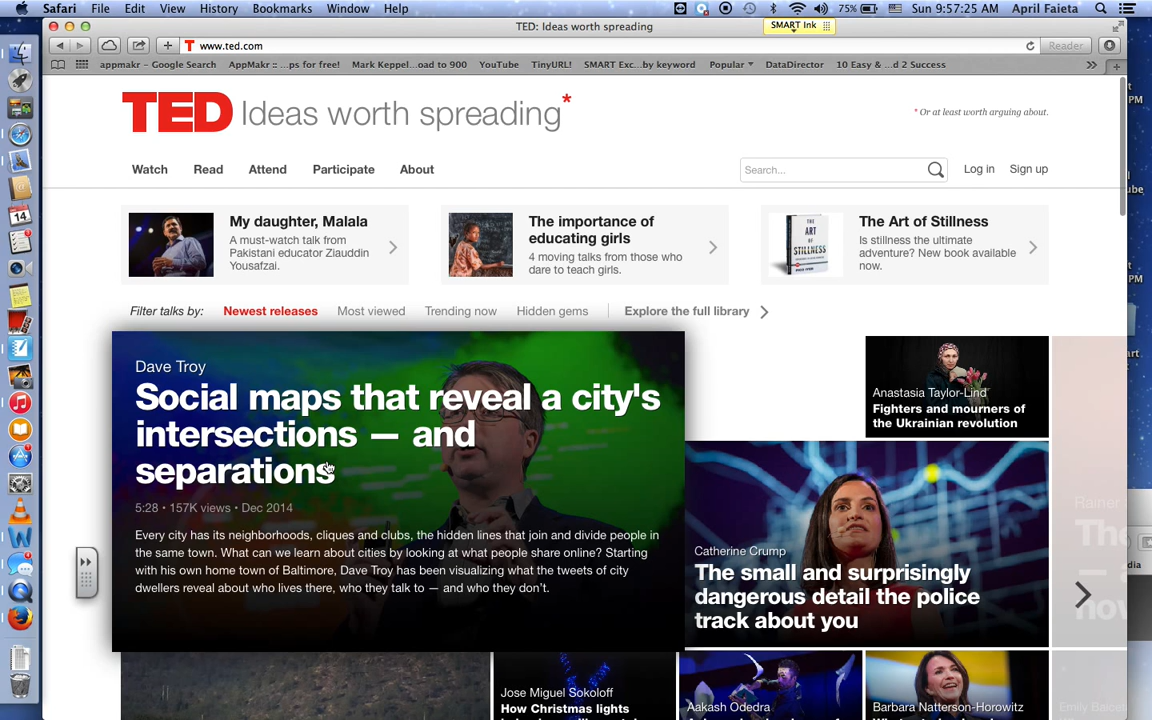 Safari File Edit View History Bookmarks Window Help 75% Sun 9:57:25 AM April Faieta
TED: Ideas worth spreading
SMART Ink
www.ted.com
Reader
appmakr – Google Search AppMakr :: ...ps for free! Mark Keppel...oad to 900 YouTube TinyURL! SMART Exc...by keyword Popular DataDirector 10 Easy & ...d 2 Success
TED Ideas worth spreading*
* Or at least worth arguing about.
Watch Read Attend Participate About
Search... Log in Sign up
My daughter, Malala
A must-watch talk from
Pakistani educator Ziauddin
Yousafzai.
The importance of
educating girls
4 moving talks from those who
dare to teach girls.
THE
ART OF
STILLNESS
The Art of Stillness
Is stillness the ultimate
adventure? New book available
now.
Filter talks by: Newest releases Most viewed Trending now Hidden gems Explore the full library
Dave Troy
Social maps that reveal a city's
intersections — and
separations
5:28 • 157K views • Dec 2014
Every city has its neighborhoods, cliques and clubs, the hidden lines that join and divide people in
the same town. What can we learn about cities by looking at what people share online? Starting
with his own home town of Baltimore, Dave Troy has been visualizing what the tweets of city
dwellers reveal about who lives there, who they talk to — and who they don't.
Anastasia Taylor-Lind
Fighters and mourners of
the Ukrainian revolution
Catherine Crump
The small and surprisingly
dangerous detail the police
track about you
Rainer
Jose Miguel Sokoloff
How Christmas lights
Aakash Odedra
Barbara Natterson-Horowitz
14
PM
PM